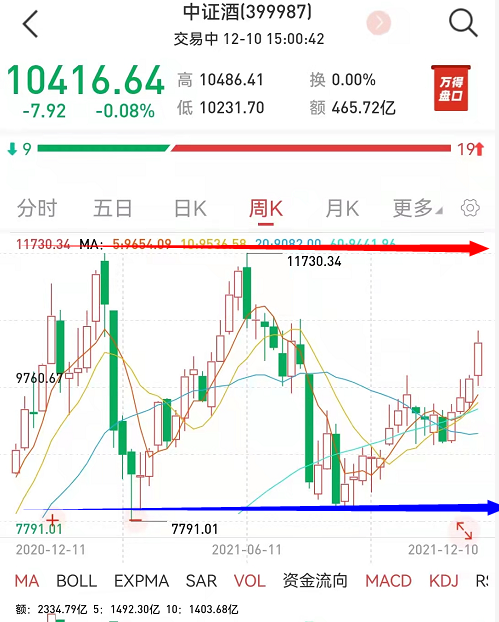 中证酒(399987)
交易中 12-10 15:00:42
10416.64
高 10486.41 换 0.00%
万得
盘口
-7.92 -0.08% 低 10231.70 额 465.72亿
9 19
分时 五日 日K 周K 月K 更多
11730.34 MA: 5:9654.09 10:9536.58 20:9082.00 60:9441.96
11730.34
9760.67
7791.01 7791.01
2020-12-11 2021-06-11 2021-12-10
MA BOLL EXPMA SAR VOL 资金流向 MACD KDJ RS
额: 2334.79亿 5: 1492.30亿 10: 1403.68亿